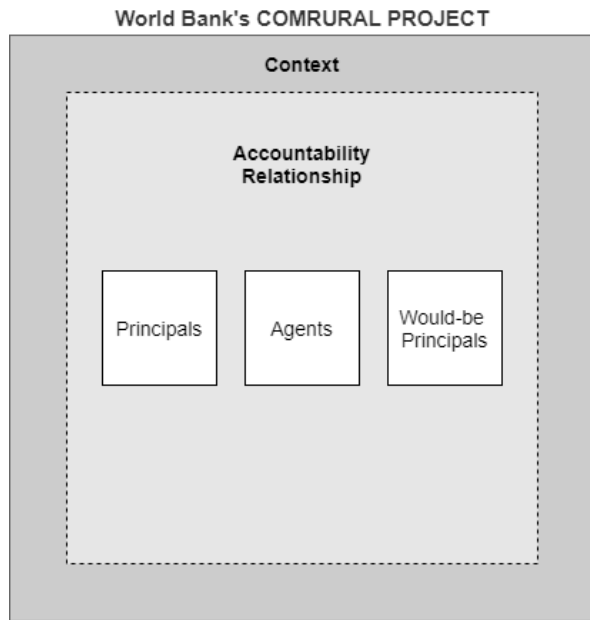 World Bank's COMRURAL PROJECT
Context
Accountability
Relationship
Principals
Agents
Would-be
Principals